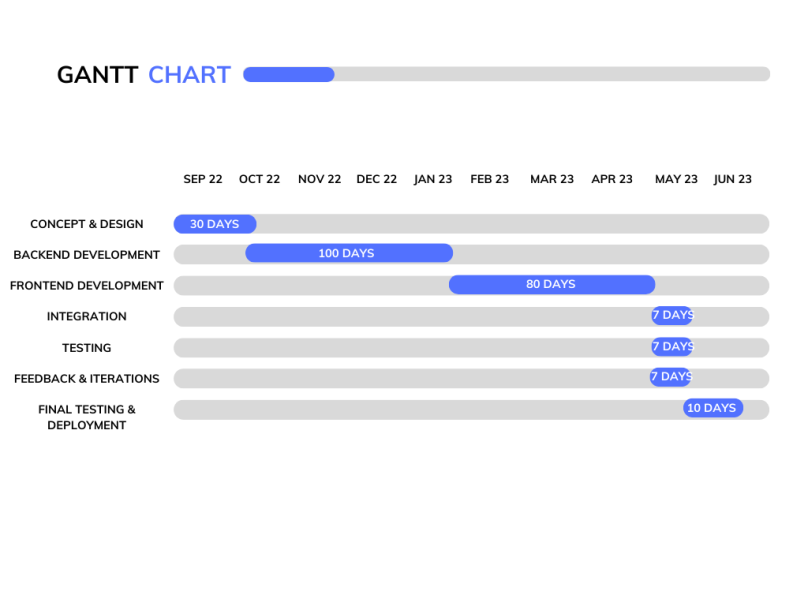 GANTT CHART
SEP 22 OCT 22 NOV 22 DEC 22 JAN 23 FEB 23 MAR 23 APR 23 MAY 23 JUN 23
CONCEPT & DESIGN 30 DAYS
BACKEND DEVELOPMENT 100 DAYS
FRONTEND DEVELOPMENT 80 DAYS
INTEGRATION 7 DAYS
TESTING 7 DAYS
FEEDBACK & ITERATIONS 7 DAYS
FINAL TESTING & 10 DAYS
DEPLOYMENT